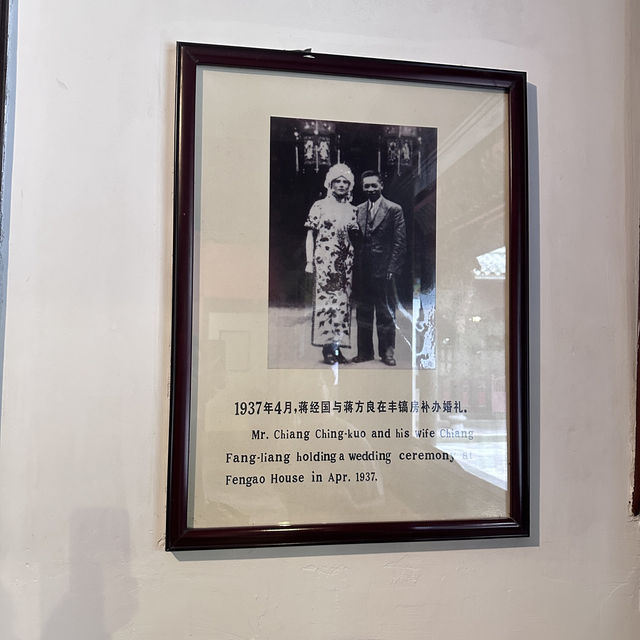 1937年4月,蒋经国与蒋方良在丰镐房补办婚礼。
Mr. Chiang Ching-kuo and his wife Chiang
Fang-liang holding a wedding ceremony at
Fengao House in Apr. 1937.